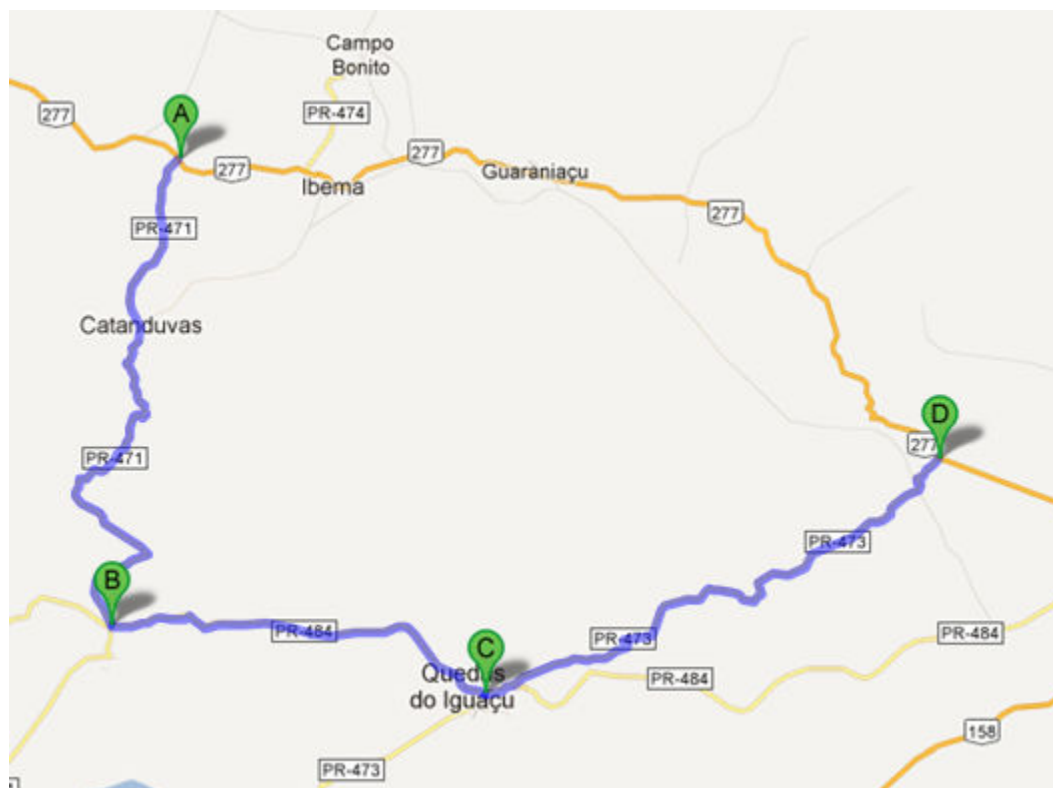 Campo
Bonito
277
A
PR-474
277
277
Ibema
Guaraniaçu
277
PR-471
Catanduvas
D
277
PR-471
PR-473
B
PR-484
PR-473
PR-484
C
Quedas
do Iguaçu
PR-484
158
PR-473